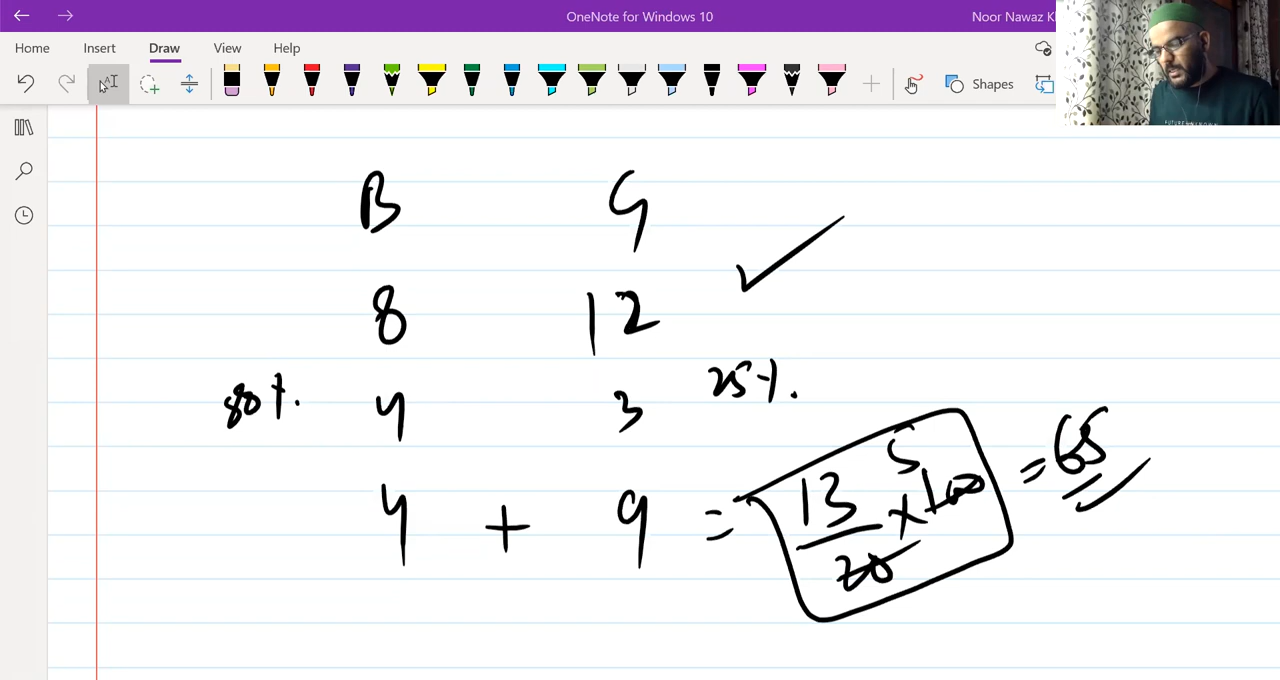 OneNote for Windows 10
Noor Nawaz
Home Insert Draw View Help
Shapes
B G
8 12
80%. 4 3 25%.
4 + 9 = 13/20 × 100 5 = 65